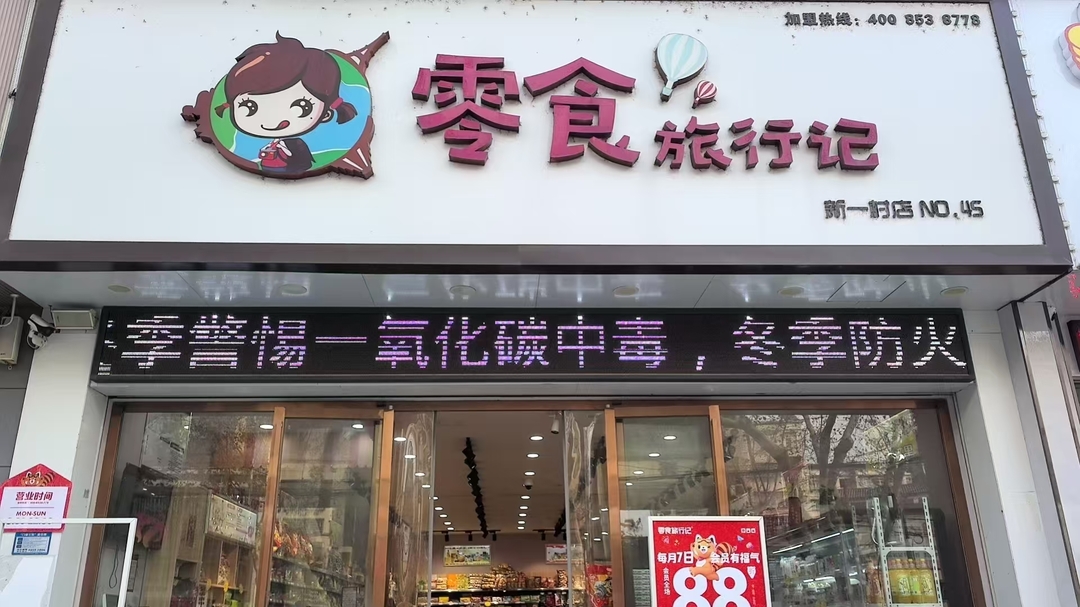 加盟热线：400 853 6778
零食旅行记
新一村店 NO.45
季警惕一氧化碳中毒，冬季防火
营业时间
MON-SUN
零食旅行记
每月7日 会员有福气
会员全场
88